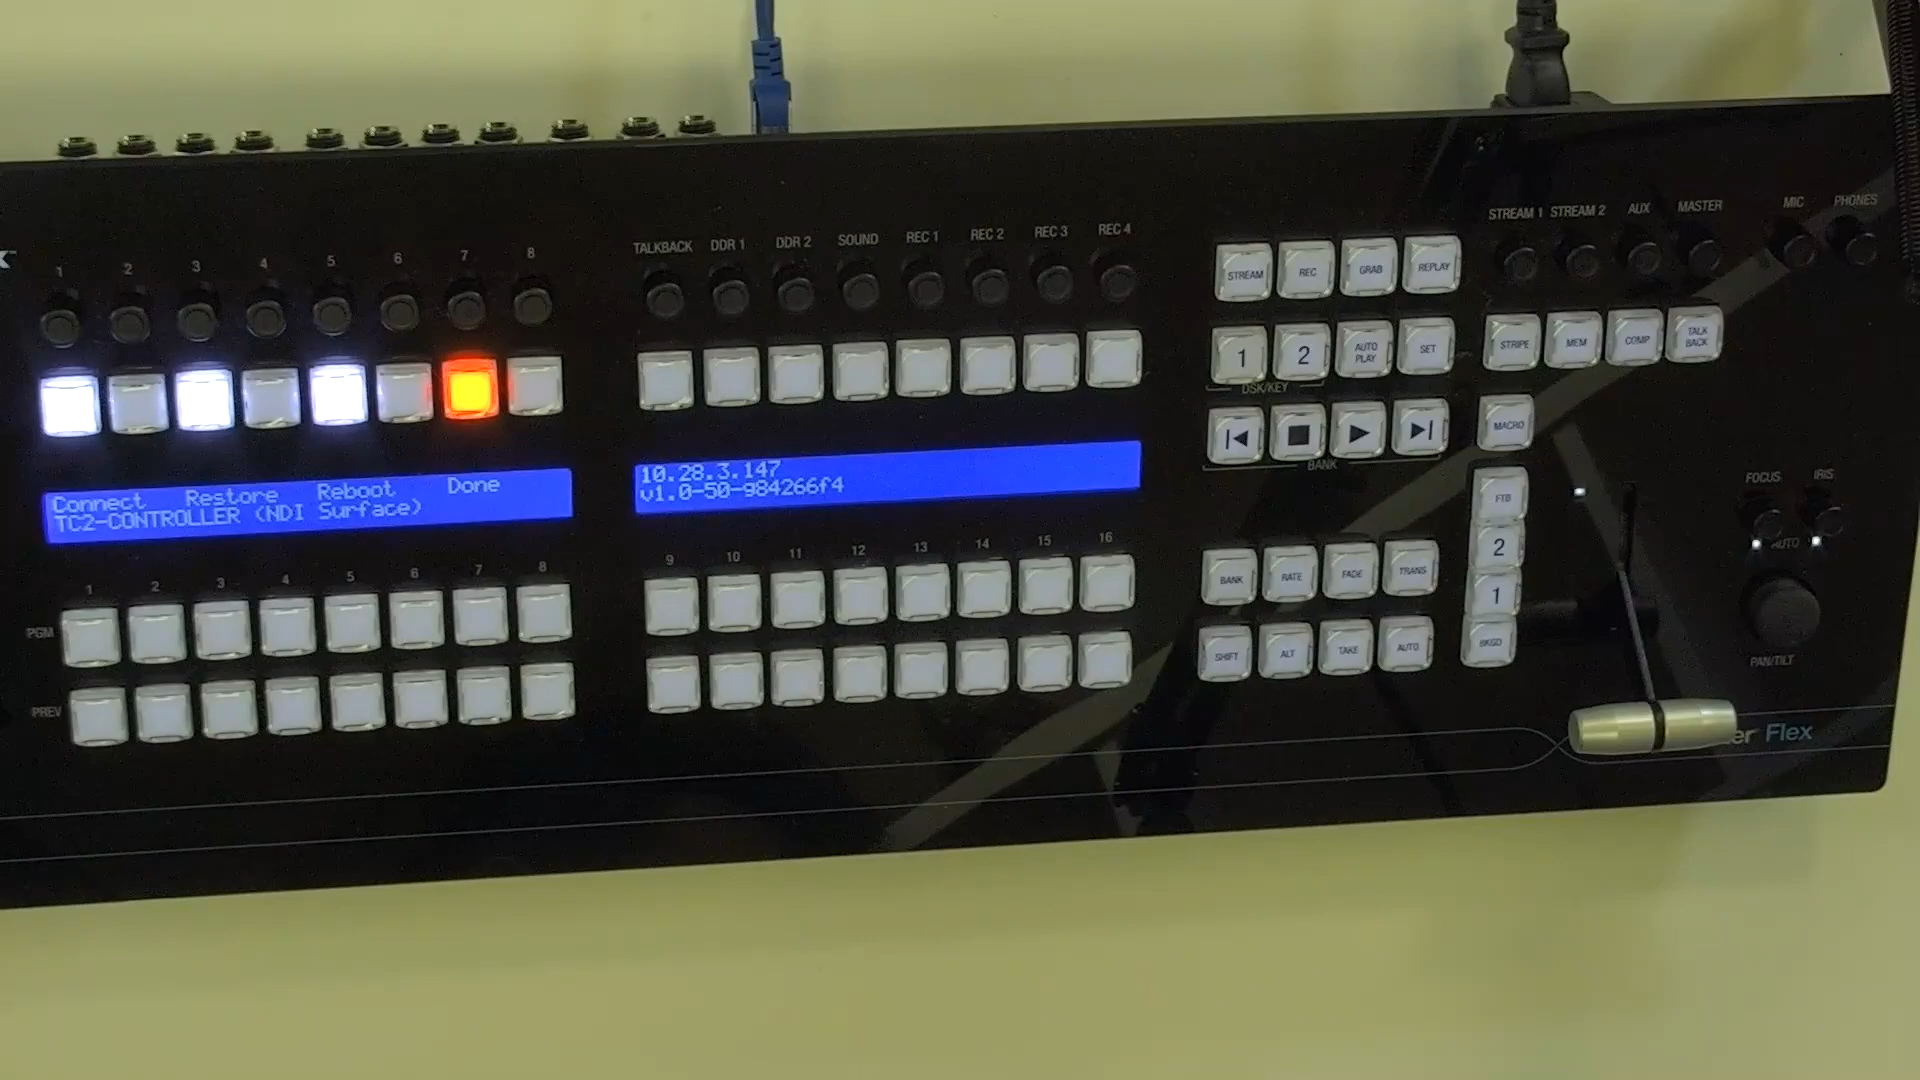 STREAM 1 STREAM 2 AUX MASTER MIC PHONES
TALKBACK DDR 1 DDR 2 SOUND REC 1 REC 2 REC 3 REC 4
1 2 3 4 5 6 7 8
STREAM REC GRAB REPLAY
1 2 AUTO PLAY SET
STRIPE MEM COMP TALK BACK
DSK/KEY
MACRO
BANK
Connect Restore Reboot Done
TC2-CONTROLLER (NDI Surface)
10.28.3.147
v1.0-50-984266f4
FOCUS IRIS
AUTO
PAN/TILT
FTB
2
1
BKGD
1 2 3 4 5 6 7 8
9 10 11 12 13 14 15 16
PGM
PREV
BANK RATE FADE TRANS
SHIFT ALT TAKE AUTO
er Flex